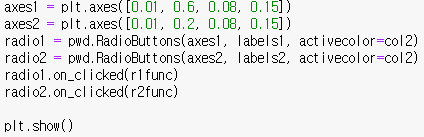 axes1 = plt.axes([0.01, 0.6, 0.08, 0.15])
axes2 = plt.axes([0.01, 0.2, 0.08, 0.15])
radio1 = pwd.RadioButtons(axes1, labels1, activecolor=col2)
radio2 = pwd.RadioButtons(axes2, labels2, activecolor=col2)
radio1.on_clicked(r1func)
radio2.on_clicked(r2func)
plt.show()